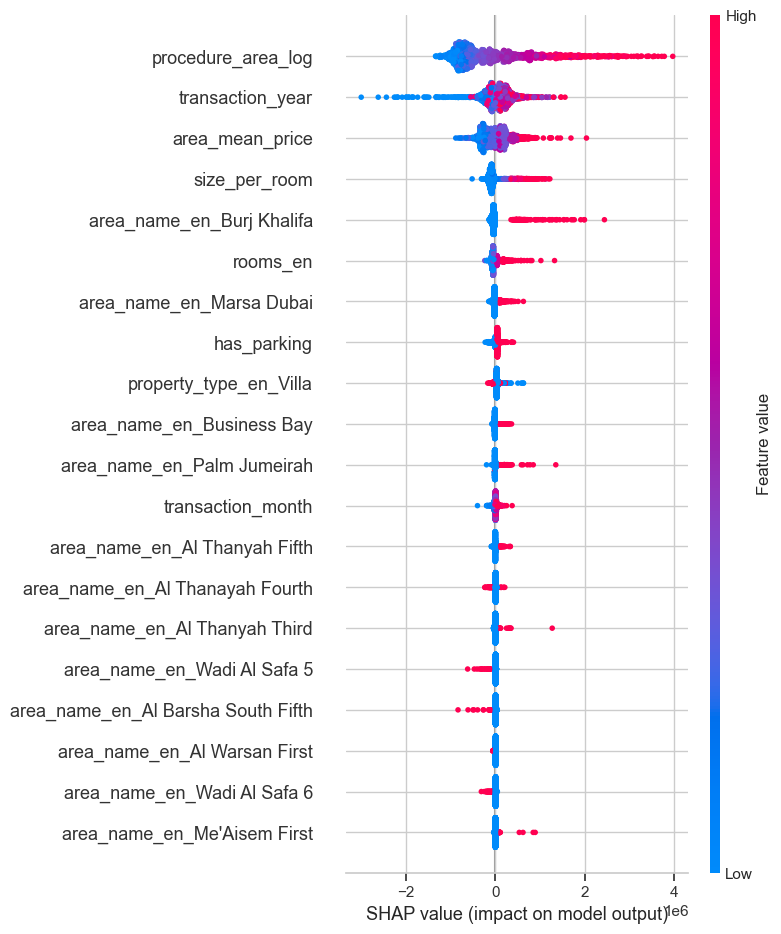 High
procedure_area_log
transaction_year
area_mean_price
size_per_room
area_name_en_Burj Khalifa
rooms_en
area_name_en_Marsa Dubai
has_parking
property_type_en_Villa
area_name_en_Business Bay
area_name_en_Palm Jumeirah
transaction_month
area_name_en_Al Thanyah Fifth
area_name_en_Al Thanayah Fourth
area_name_en_Al Thanyah Third
area_name_en_Wadi Al Safa 5
area_name_en_Al Barsha South Fifth
area_name_en_Al Warsan First
area_name_en_Wadi Al Safa 6
area_name_en_Me'Aisem First
Feature value
Low
−2 0 2 4
1e6
SHAP value (impact on model output)